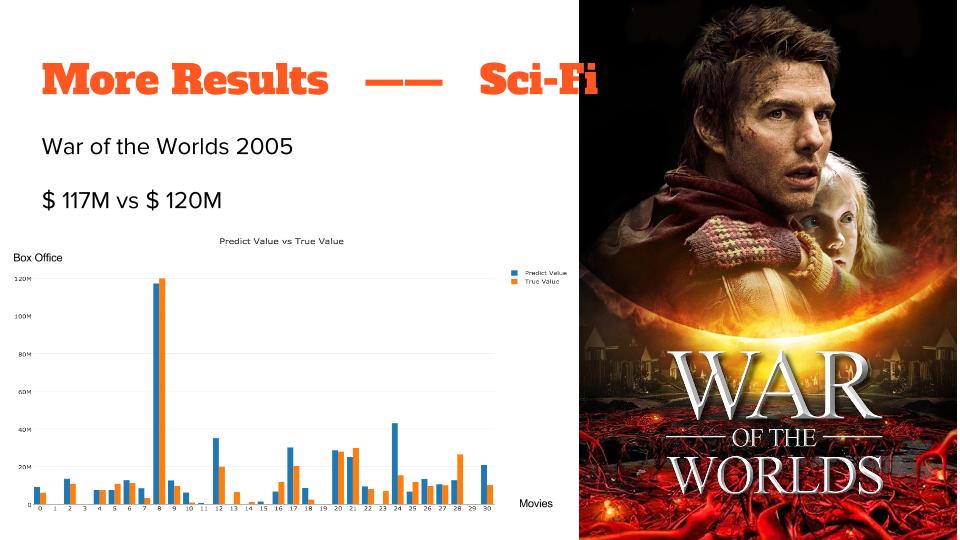 More Results —— Sci-Fi
War of the Worlds 2005
$ 117M vs $ 120M
Predict Value vs True Value
Box Office
Predict Value
True Value
120M
100M
80M
60M
40M
20M
0
0 1 2 3 4 5 6 7 8 9 10 11 12 13 14 15 16 17 18 19 20 21 22 23 24 25 26 27 28 29 30
Movies
WAR
OF THE
WORLDS